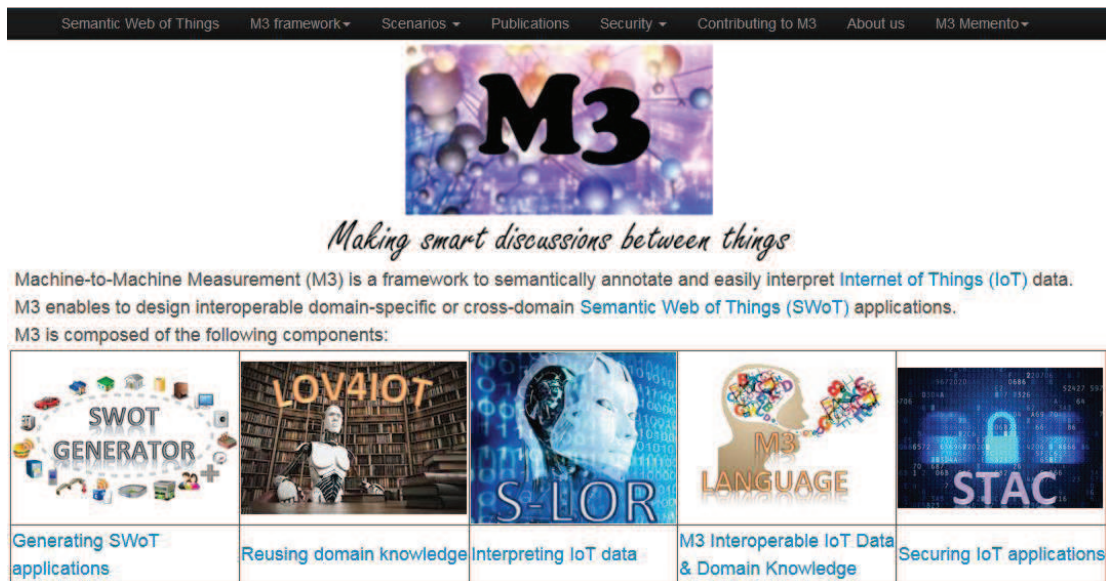 Semantic Web of Things M3 framework Scenarios Publications Security Contributing to M3 About us M3 Memento
M3
Making smart discussions between things
Machine-to-Machine Measurement (M3) is a framework to semantically annotate and easily interpret Internet of Things (IoT) data.
M3 enables to design interoperable domain-specific or cross-domain Semantic Web of Things (SWoT) applications.
M3 is composed of the following components:
SWOT
GENERATOR
LOV4IOT
S-LOR
M3
LANGUAGE
STAC
Generating SWoT
applications
Reusing domain knowledge
Interpreting IoT data
M3 Interoperable IoT Data
& Domain Knowledge
Securing IoT applications